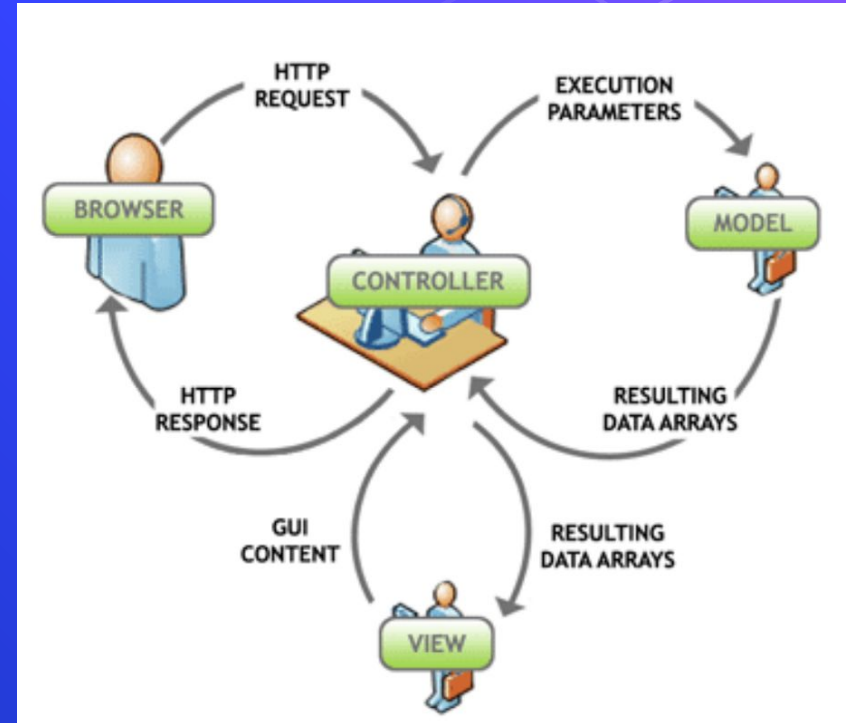 HTTP
REQUEST
EXECUTION
PARAMETERS
BROWSER
MODEL
CONTROLLER
HTTP
RESPONSE
RESULTING
DATA ARRAYS
GUI
CONTENT
RESULTING
DATA ARRAYS
VIEW